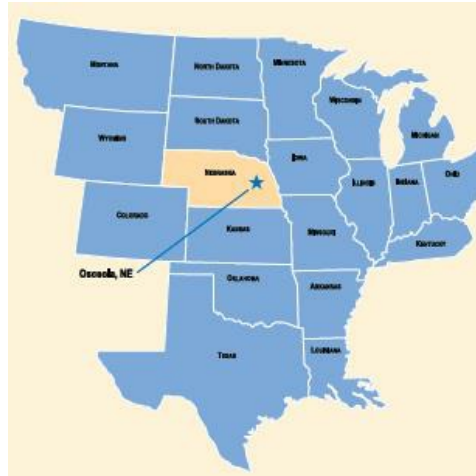 MONTANA
NORTH DAKOTA
MINNESOTA
WISCONSIN
MICHIGAN
SOUTH DAKOTA
WYOMING
IOWA
NEBRASKA
ILLINOIS
INDIANA
OHIO
COLORADO
KANSAS
MISSOURI
KENTUCKY
Osceola, NE
OKLAHOMA
ARKANSAS
TEXAS
LOUISIANA